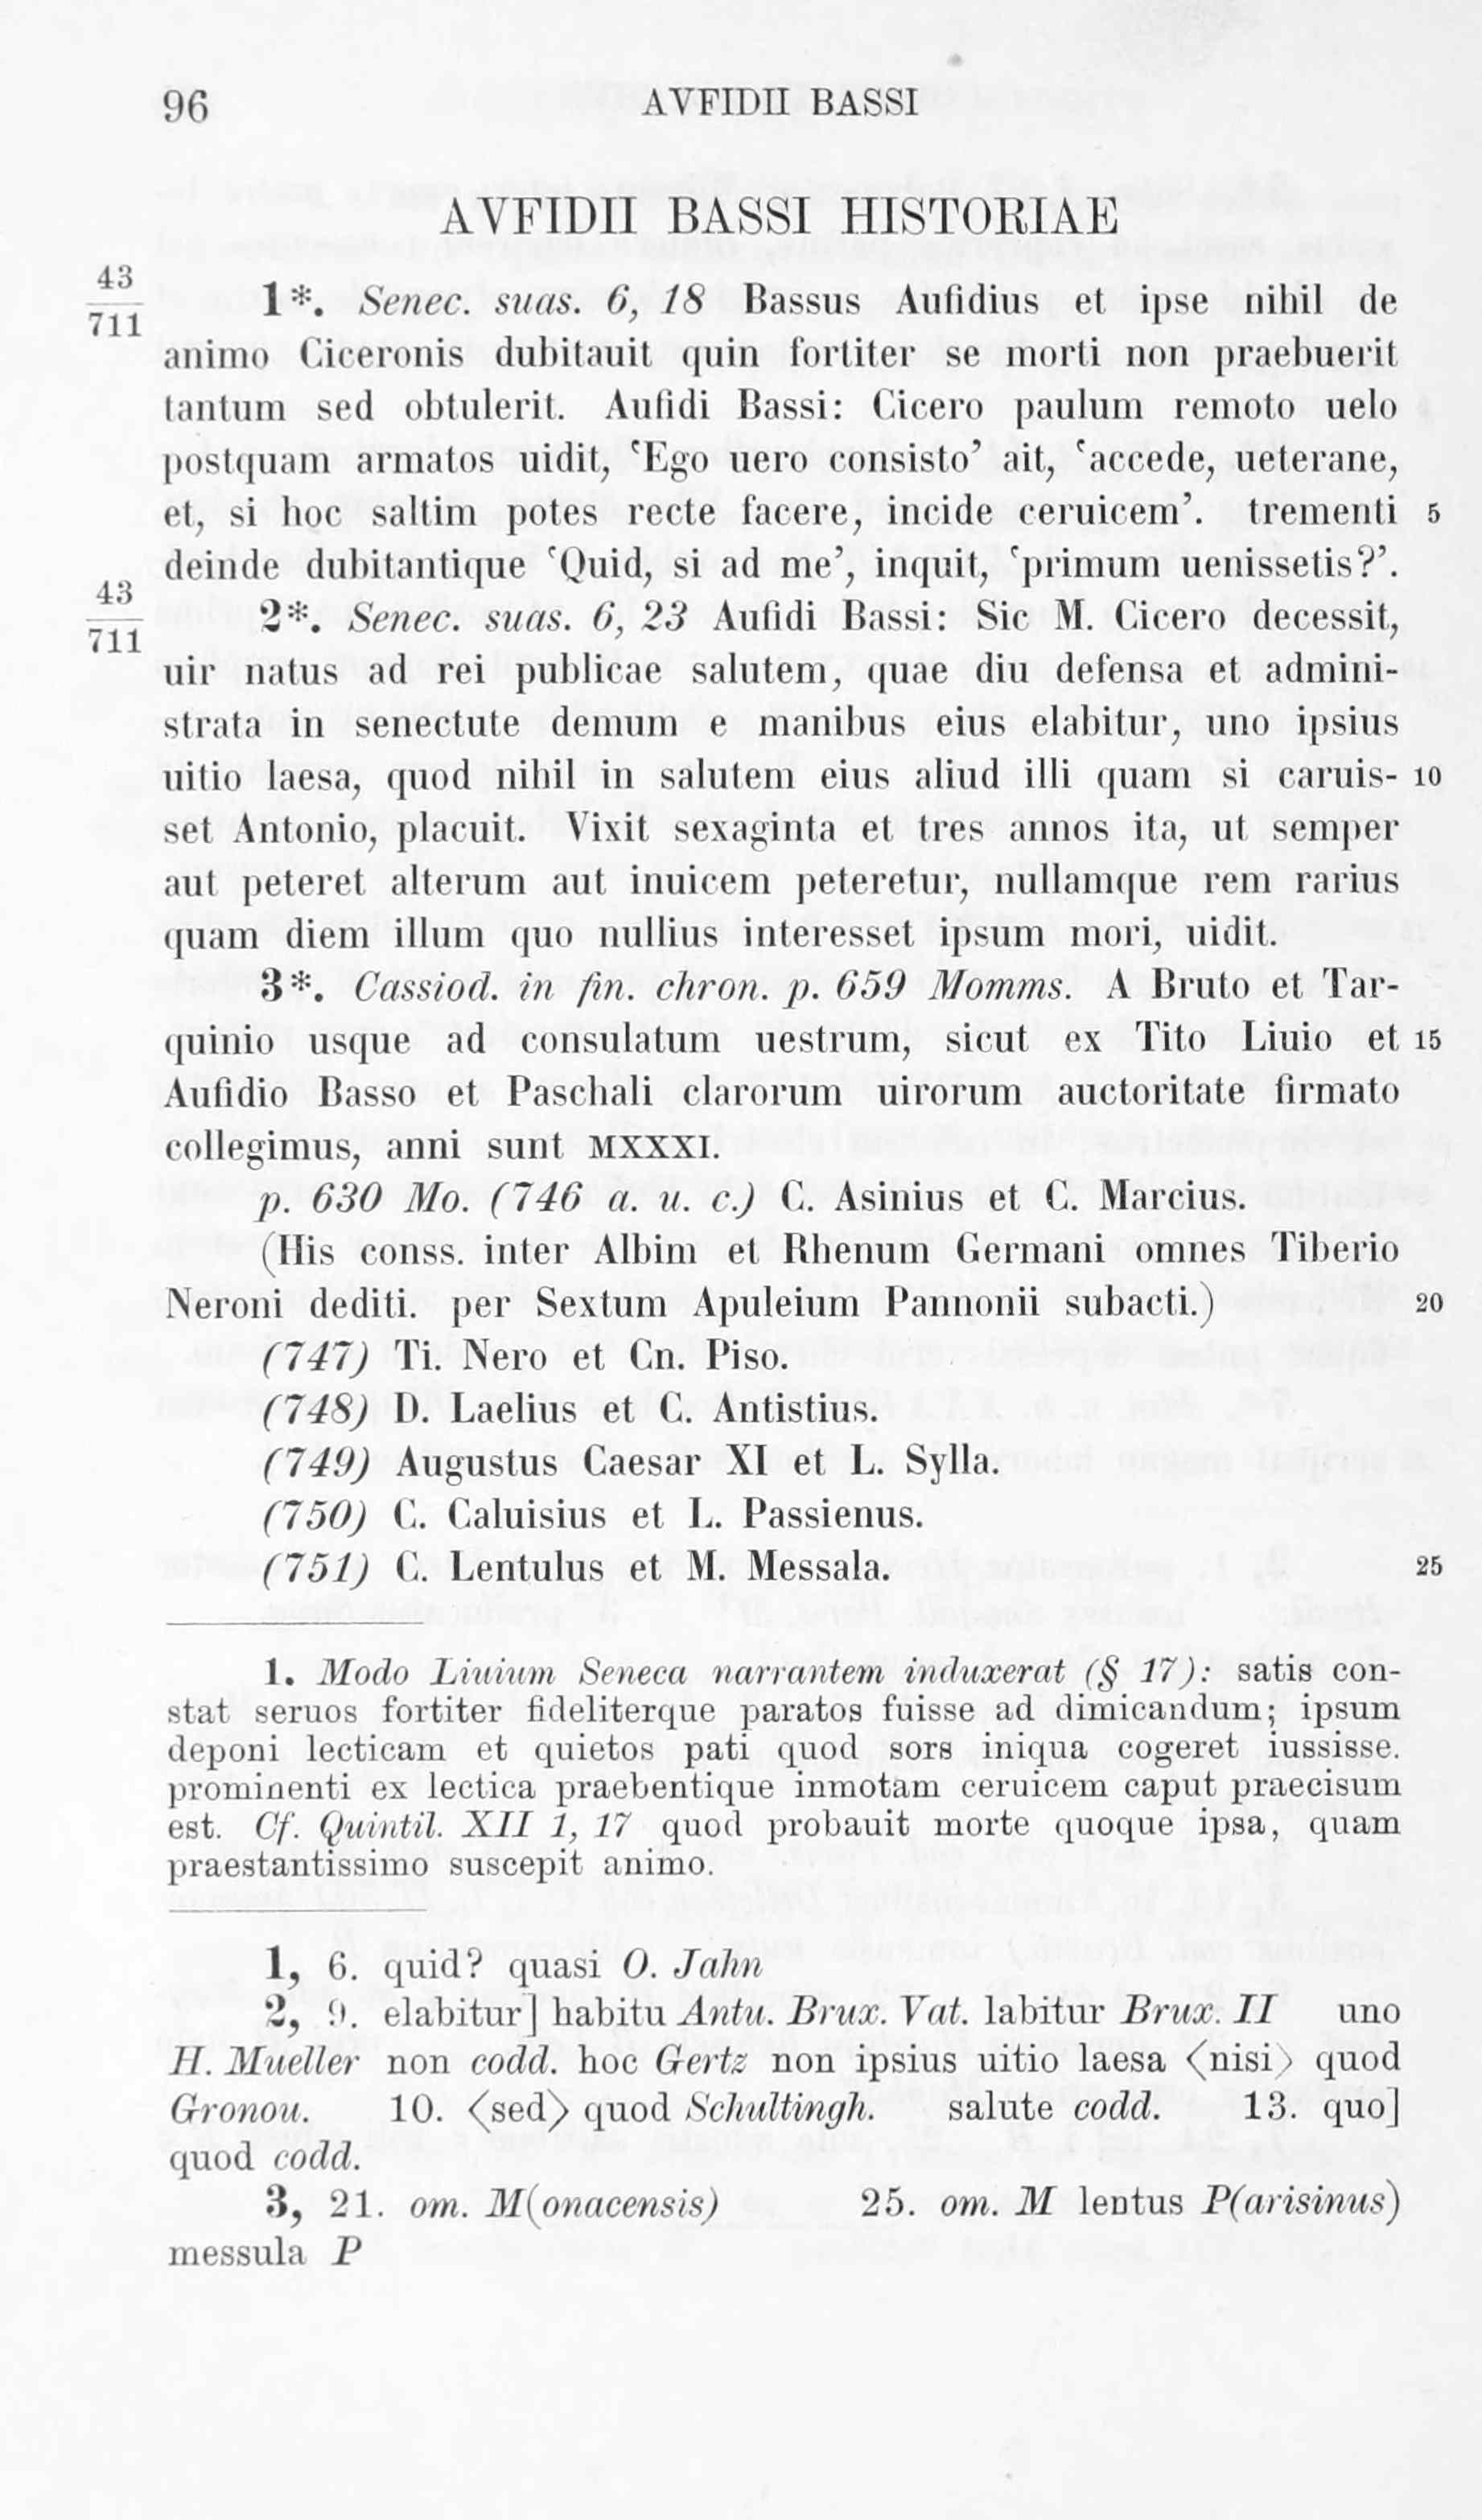 96 AVFIDII BASSI
AVFIDII BASSI HISTORIAE
43
711
1*. Senec. suas. 6, 18 Bassus Aufidius et ipse nihil de
animo Ciceronis dubitauit quin fortiter se morti non praebuerit
tantum sed obtulerit. Aufidi Bassi: Cicero paulum remoto uelo
postquam armatos uidit, ‘Ego uero consisto’ ait, ‘accede, ueterane,
et, si hoc saltim potes recte facere, incide ceruicem’. trementi 5
deinde dubitantique ‘Quid, si ad me’, inquit, ‘primum uenissetis?’.
43
711
2*. Senec. suas. 6, 23 Aufidi Bassi: Sic M. Cicero decessit,
uir natus ad rei publicae salutem, quae diu defensa et admini-
strata in senectute demum e manibus eius elabitur, uno ipsius
uitio laesa, quod nihil in salutem eius aliud illi quam si caruis- 10
set Antonio, placuit. Vixit sexaginta et tres annos ita, ut semper
aut peteret alterum aut inuicem peteretur, nullamque rem rarius
quam diem illum quo nullius interesset ipsum mori, uidit.
3*. Cassiod. in fin. chron. p. 659 Momms. A Bruto et Tar-
quinio usque ad consulatum uestrum, sicut ex Tito Liuio et 15
Aufidio Basso et Paschali clarorum uirorum auctoritate firmato
collegimus, anni sunt MXXXI.
p. 630 Mo. (746 a. u. c.) C. Asinius et C. Marcius.
(His conss. inter Albim et Rhenum Germani omnes Tiberio
Neroni dediti. per Sextum Apuleium Pannonii subacti.) 20
(747) Ti. Nero et Cn. Piso.
(748) D. Laelius et C. Antistius.
(749) Augustus Caesar XI et L. Sylla.
(750) C. Caluisius et L. Passienus.
(751) C. Lentulus et M. Messala. 25
1. Modo Liuium Seneca narrantem induxerat (§ 17): satis con-
stat seruos fortiter fideliterque paratos fuisse ad dimicandum; ipsum
deponi lecticam et quietos pati quod sors iniqua cogeret iussisse.
prominenti ex lectica praebentique inmotam ceruicem caput praecisum
est. Cf. Quintil. XII 1, 17 quod probauit morte quoque ipsa, quam
praestantissimo suscepit animo.
1, 6. quid? quasi O. Jahn
2, 9. elabitur] habitu Antu. Brux. Vat. labitur Brux. II uno
H. Mueller non codd. hoc Gertz non ipsius uitio laesa ⟨nisi⟩ quod
Gronou. 10. ⟨sed⟩ quod Schultingh. salute codd. 13. quo]
quod codd.
3, 21. om. M(onacensis) 25. om. M lentus P(arisinus)
messula P